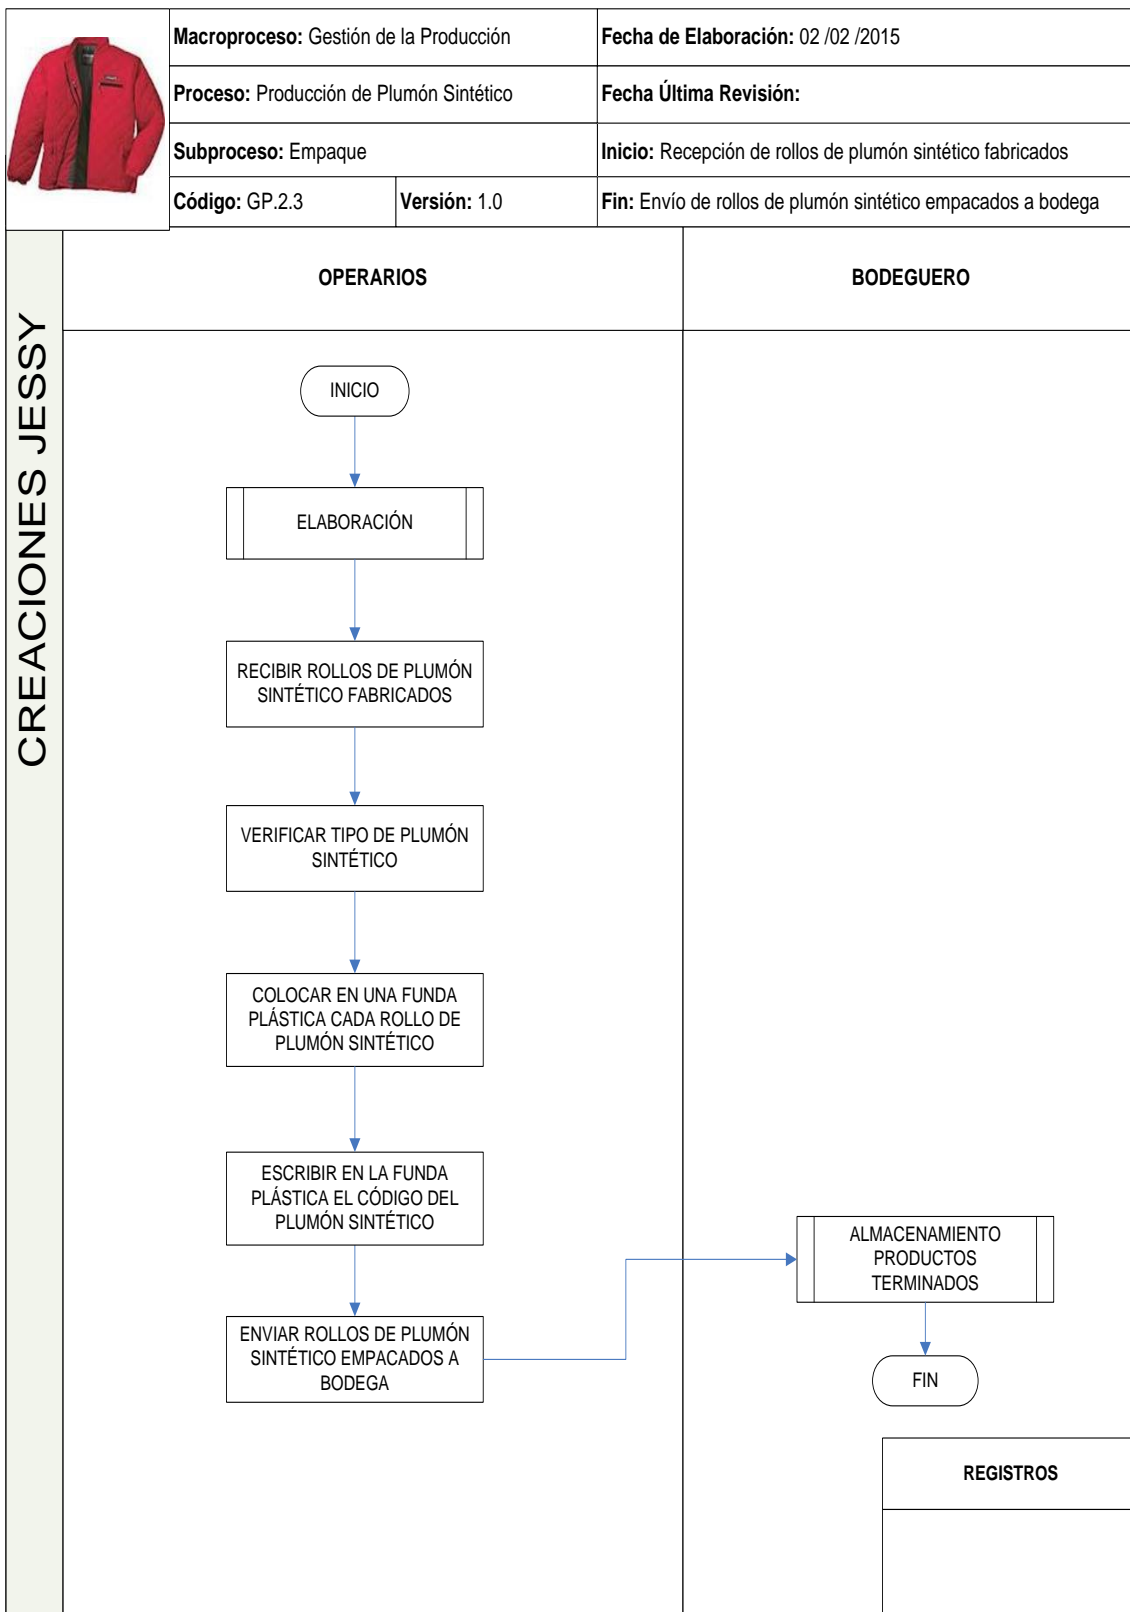 Macroproceso: Gestión de la Producción
Fecha de Elaboración: 02 /02 /2015
Proceso: Producción de Plumón Sintético
Fecha Última Revisión:
Subproceso: Empaque
Inicio: Recepción de rollos de plumón sintético fabricados
Código: GP.2.3
Versión: 1.0
Fin: Envío de rollos de plumón sintético empacados a bodega
CREACIONES JESSY
OPERARIOS
BODEGUERO
INICIO
ELABORACIÓN
RECIBIR ROLLOS DE PLUMÓN
SINTÉTICO FABRICADOS
VERIFICAR TIPO DE PLUMÓN
SINTÉTICO
COLOCAR EN UNA FUNDA
PLÁSTICA CADA ROLLO DE
PLUMÓN SINTÉTICO
ESCRIBIR EN LA FUNDA
PLÁSTICA EL CÓDIGO DEL
PLUMÓN SINTÉTICO
ENVIAR ROLLOS DE PLUMÓN
SINTÉTICO EMPACADOS A
BODEGA
ALMACENAMIENTO
PRODUCTOS
TERMINADOS
FIN
REGISTROS